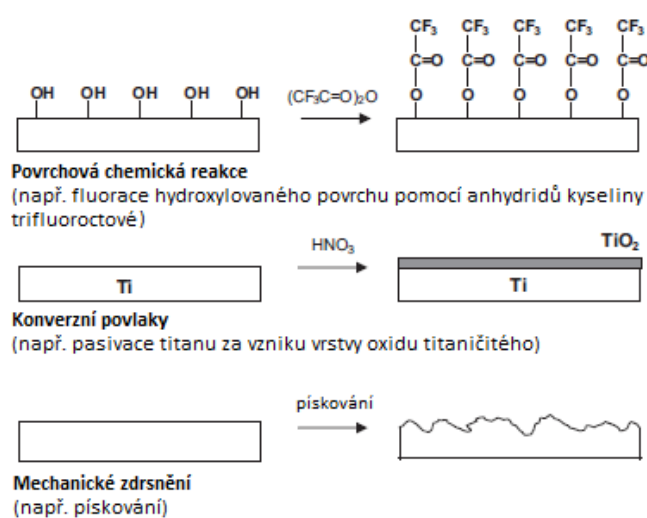 CF₃ CF₃ CF₃ CF₃ CF₃
C=O C=O C=O C=O C=O
OH OH OH OH OH
(CF₃C=O)₂O
O O O O O
Povrchová chemická reakce
(např. fluorace hydroxylovaného povrchu pomocí anhydridů kyseliny
trifluoroctové)
HNO₃
TiO₂
Ti
Ti
Konverzní povlaky
(např. pasivace titanu za vzniku vrstvy oxidu titaničitého)
pískování
Mechanické zdrsnění
(např. pískování)